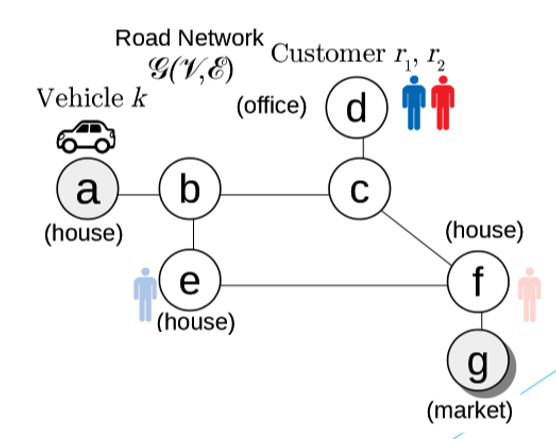 Road Network
𝒢(𝒱,ℰ)
Customer r₁, r₂
Vehicle k
(office)
d
a
b
c
(house)
(house)
e
f
(house)
g
(market)